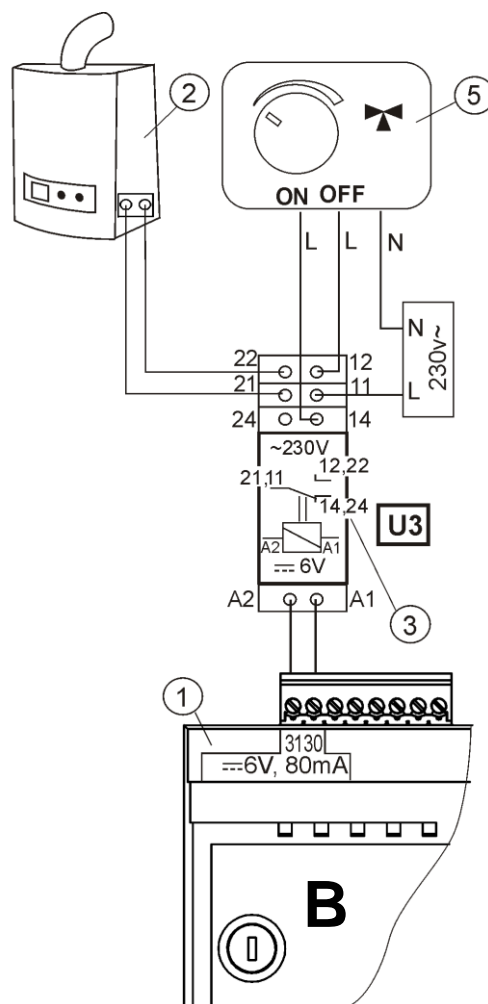 2
5
ON OFF
L L N
N
L
230v~
22 12
21 11
24 14
~230V
12,22
21,11
14,24
U3
A2 A1
⎓ 6V
A2 A1
3
1
3130
⎓6V, 80mA
B